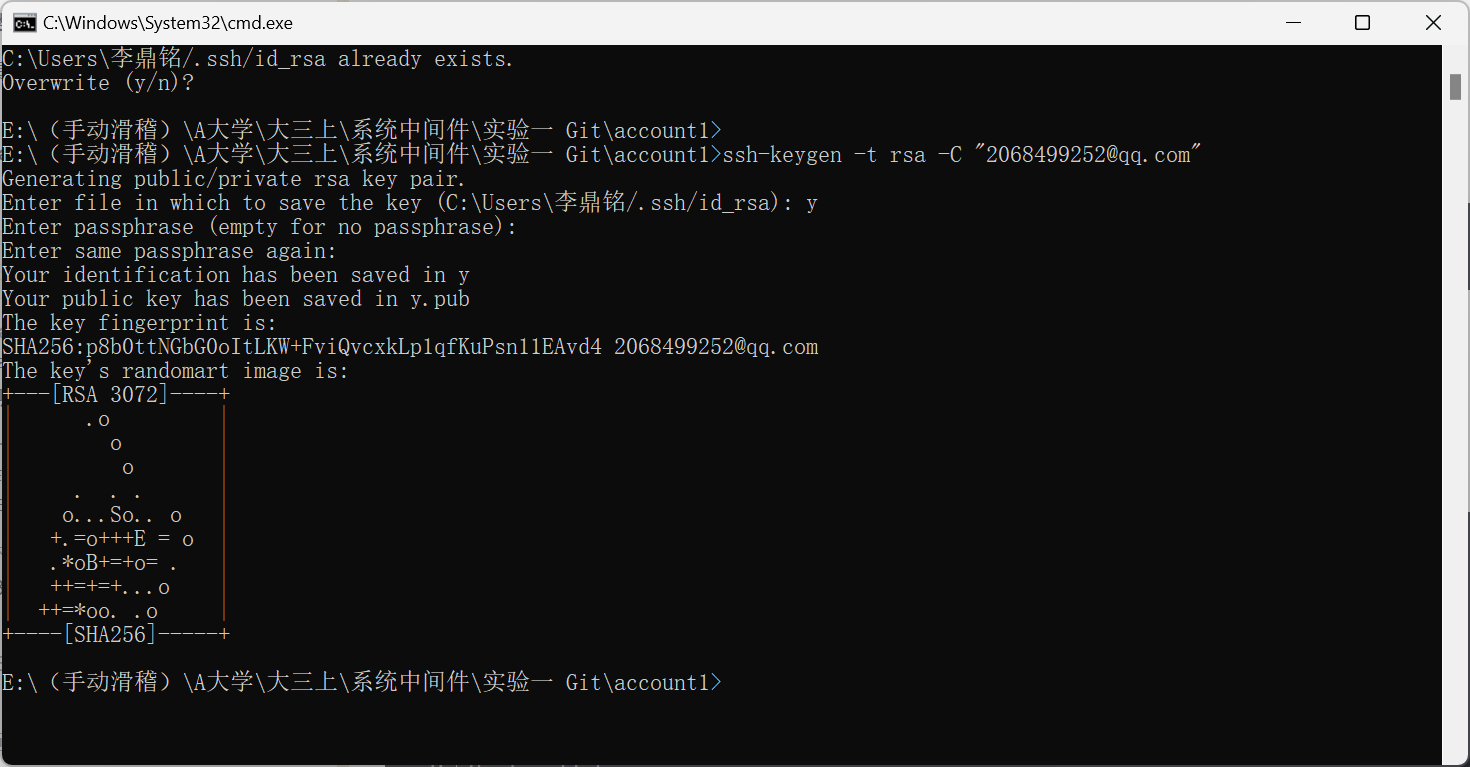 C:\Windows\System32\cmd.exe
C:\Users\李鼎铭/.ssh/id_rsa already exists.
Overwrite (y/n)?
E:\（手动滑稽）\A大学\大三上\系统中间件\实验一 Git\account1>
E:\（手动滑稽）\A大学\大三上\系统中间件\实验一 Git\account1>ssh-keygen -t rsa -C "2068499252@qq.com"
Generating public/private rsa key pair.
Enter file in which to save the key (C:\Users\李鼎铭/.ssh/id_rsa): y
Enter passphrase (empty for no passphrase):
Enter same passphrase again:
Your identification has been saved in y
Your public key has been saved in y.pub
The key fingerprint is:
SHA256:p8b0ttNGbG0oItLKW+FviQvcxkLp1qfKuPsn11EAvd4 2068499252@qq.com
The key's randomart image is:
+---[RSA 3072]----+
|      .o         |
|        o        |
|         o       |
|     .  . .      |
|    o...So.. o   |
|   +.=o+++E = o  |
|   .*oB+=+o= .   |
|   ++=+=+...o    |
|  ++=*oo. .o     |
+----[SHA256]-----+
E:\（手动滑稽）\A大学\大三上\系统中间件\实验一 Git\account1>